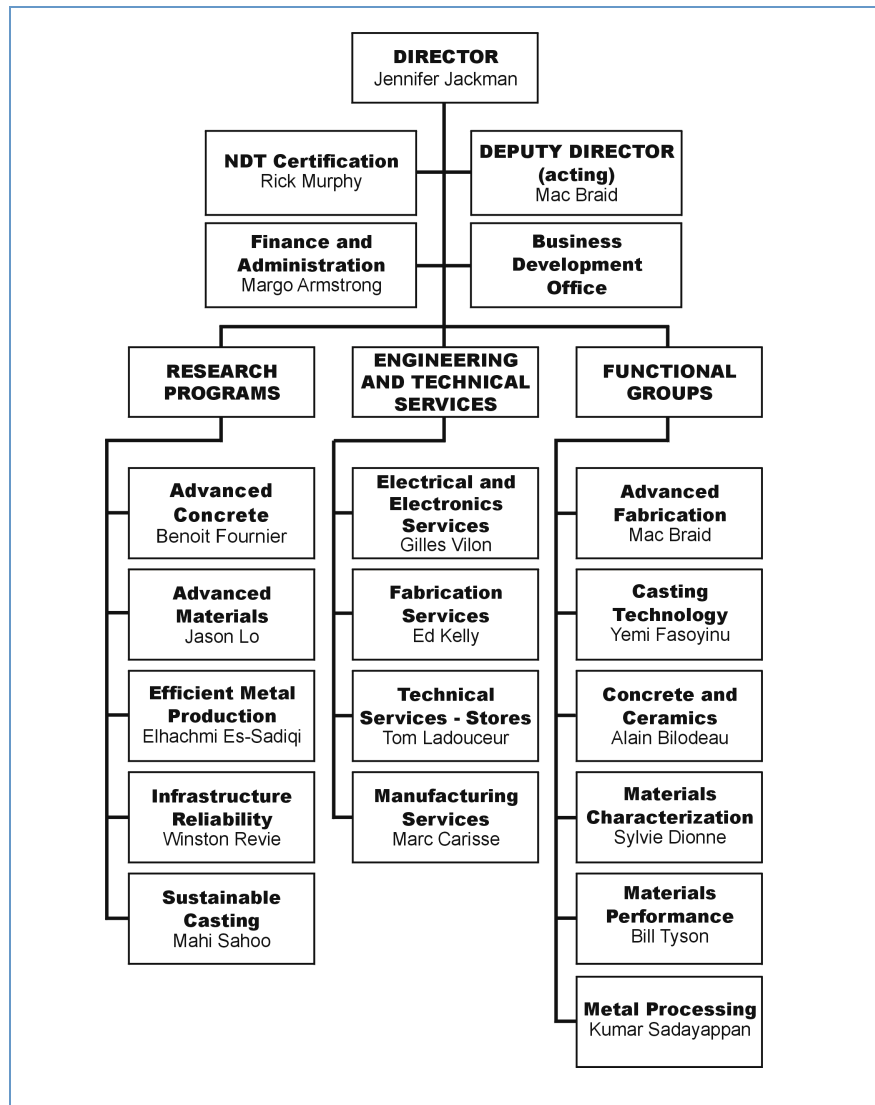 DIRECTOR
Jennifer Jackman
NDT Certification
Rick Murphy
DEPUTY DIRECTOR
(acting)
Mac Braid
Finance and
Administration
Margo Armstrong
Business
Development
Office
RESEARCH
PROGRAMS
ENGINEERING
AND TECHNICAL
SERVICES
FUNCTIONAL
GROUPS
Advanced
Concrete
Benoit Fournier
Advanced
Materials
Jason Lo
Efficient Metal
Production
Elhachmi Es-Sadiqi
Infrastructure
Reliability
Winston Revie
Sustainable
Casting
Mahi Sahoo
Electrical and
Electronics
Services
Gilles Vilon
Fabrication
Services
Ed Kelly
Technical
Services - Stores
Tom Ladouceur
Manufacturing
Services
Marc Carisse
Advanced
Fabrication
Mac Braid
Casting
Technology
Yemi Fasoyinu
Concrete and
Ceramics
Alain Bilodeau
Materials
Characterization
Sylvie Dionne
Materials
Performance
Bill Tyson
Metal Processing
Kumar Sadayappan